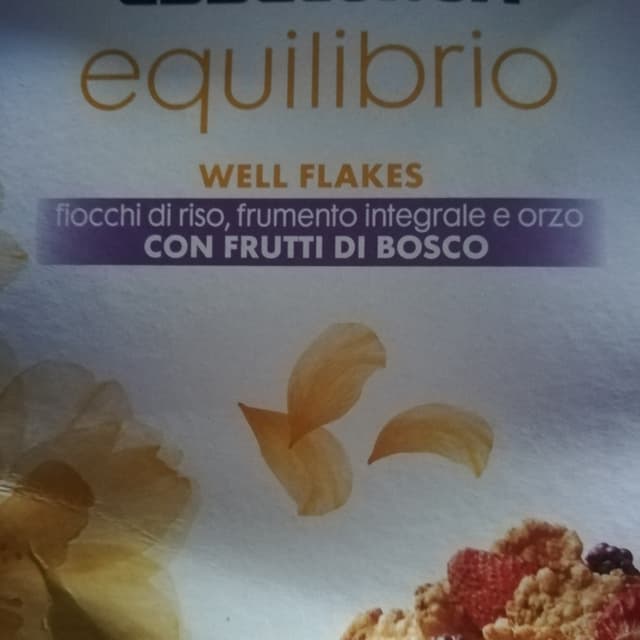 equilibrio
WELL FLAKES
fiocchi di riso, frumento integrale e orzo
CON FRUTTI DI BOSCO